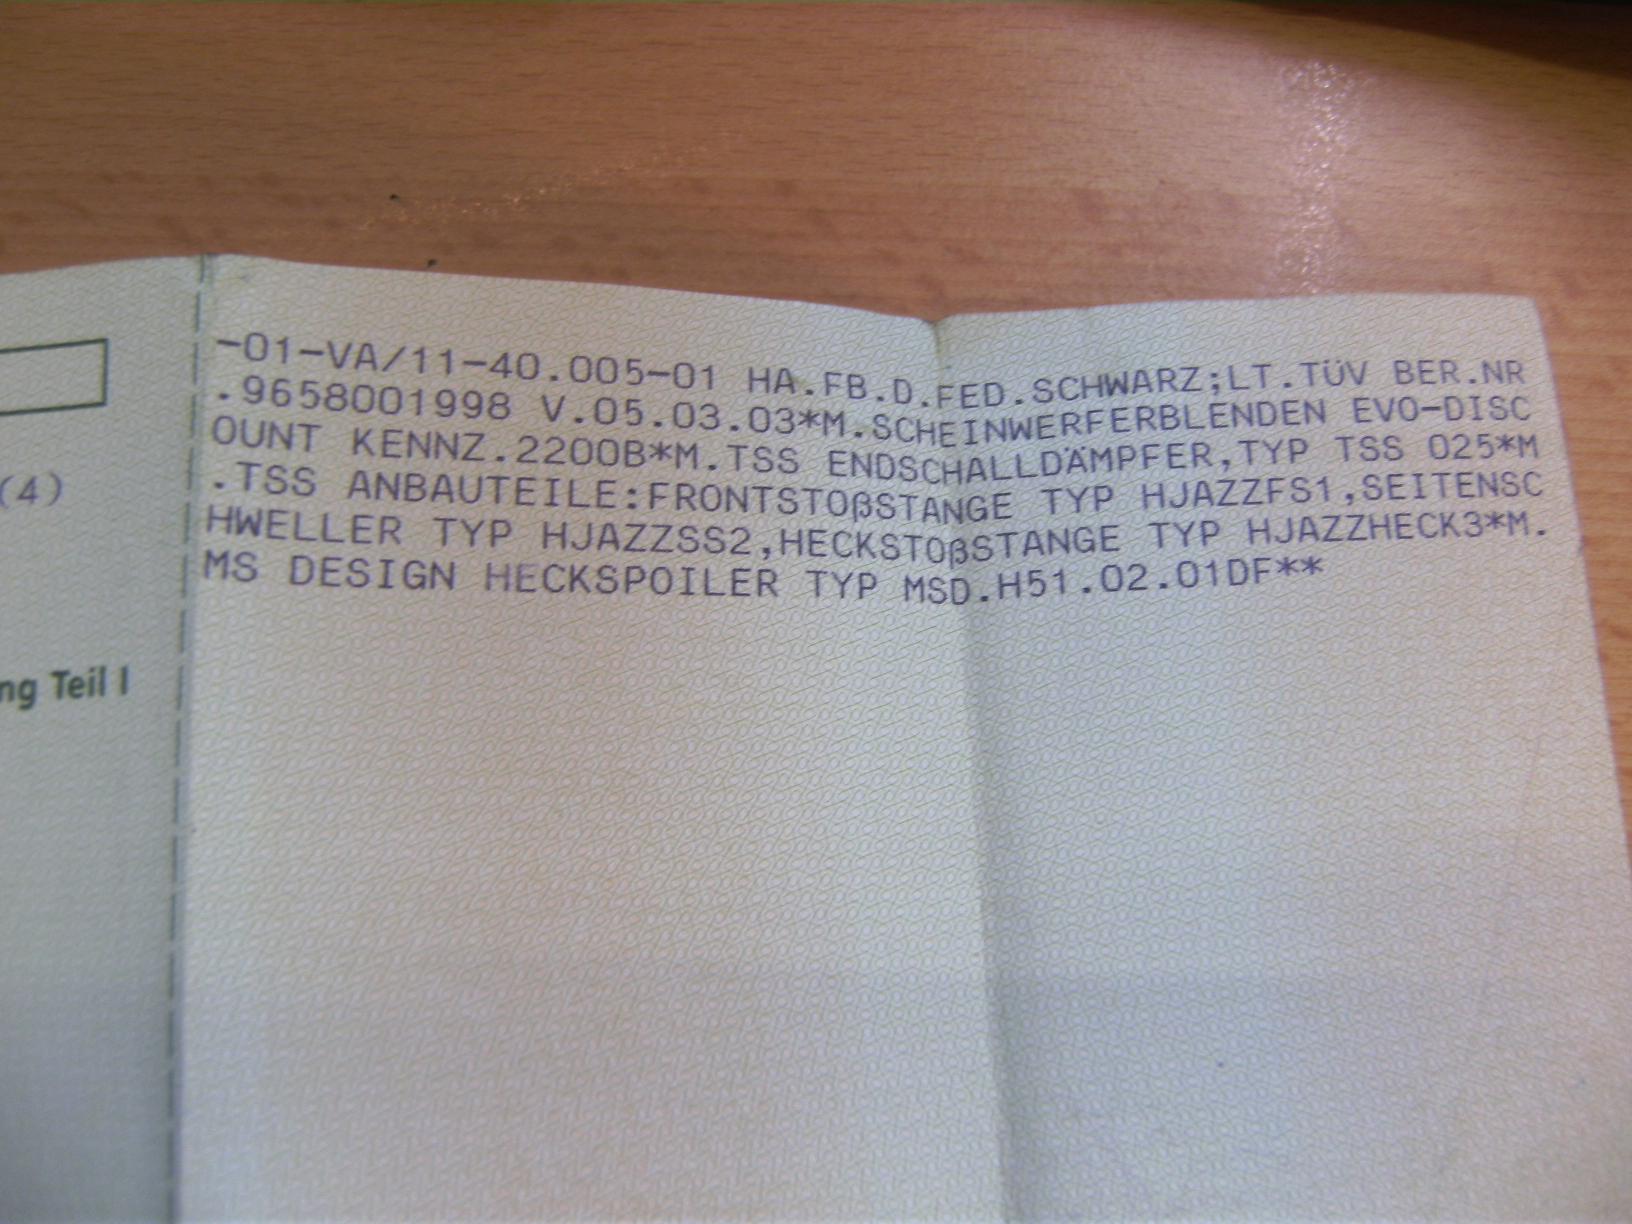 -01-VA/11-40.005-01 HA.FB.D.FED.SCHWARZ;LT.TÜV BER.NR
.9658001998 V.05.03.03*M.SCHEINWERFERBLENDEN EVO-DISC
OUNT KENNZ.2200B*M.TSS ENDSCHALLDÄMPFER,TYP TSS 025*M
.TSS ANBAUTEILE:FRONTSTOßSTANGE TYP HJAZZFS1,SEITENSC
HWELLER TYP HJAZZSS2,HECKSTOßSTANGE TYP HJAZZHECK3*M.
MS DESIGN HECKSPOILER TYP MSD.H51.02.01DF**
(4)
ng Teil I